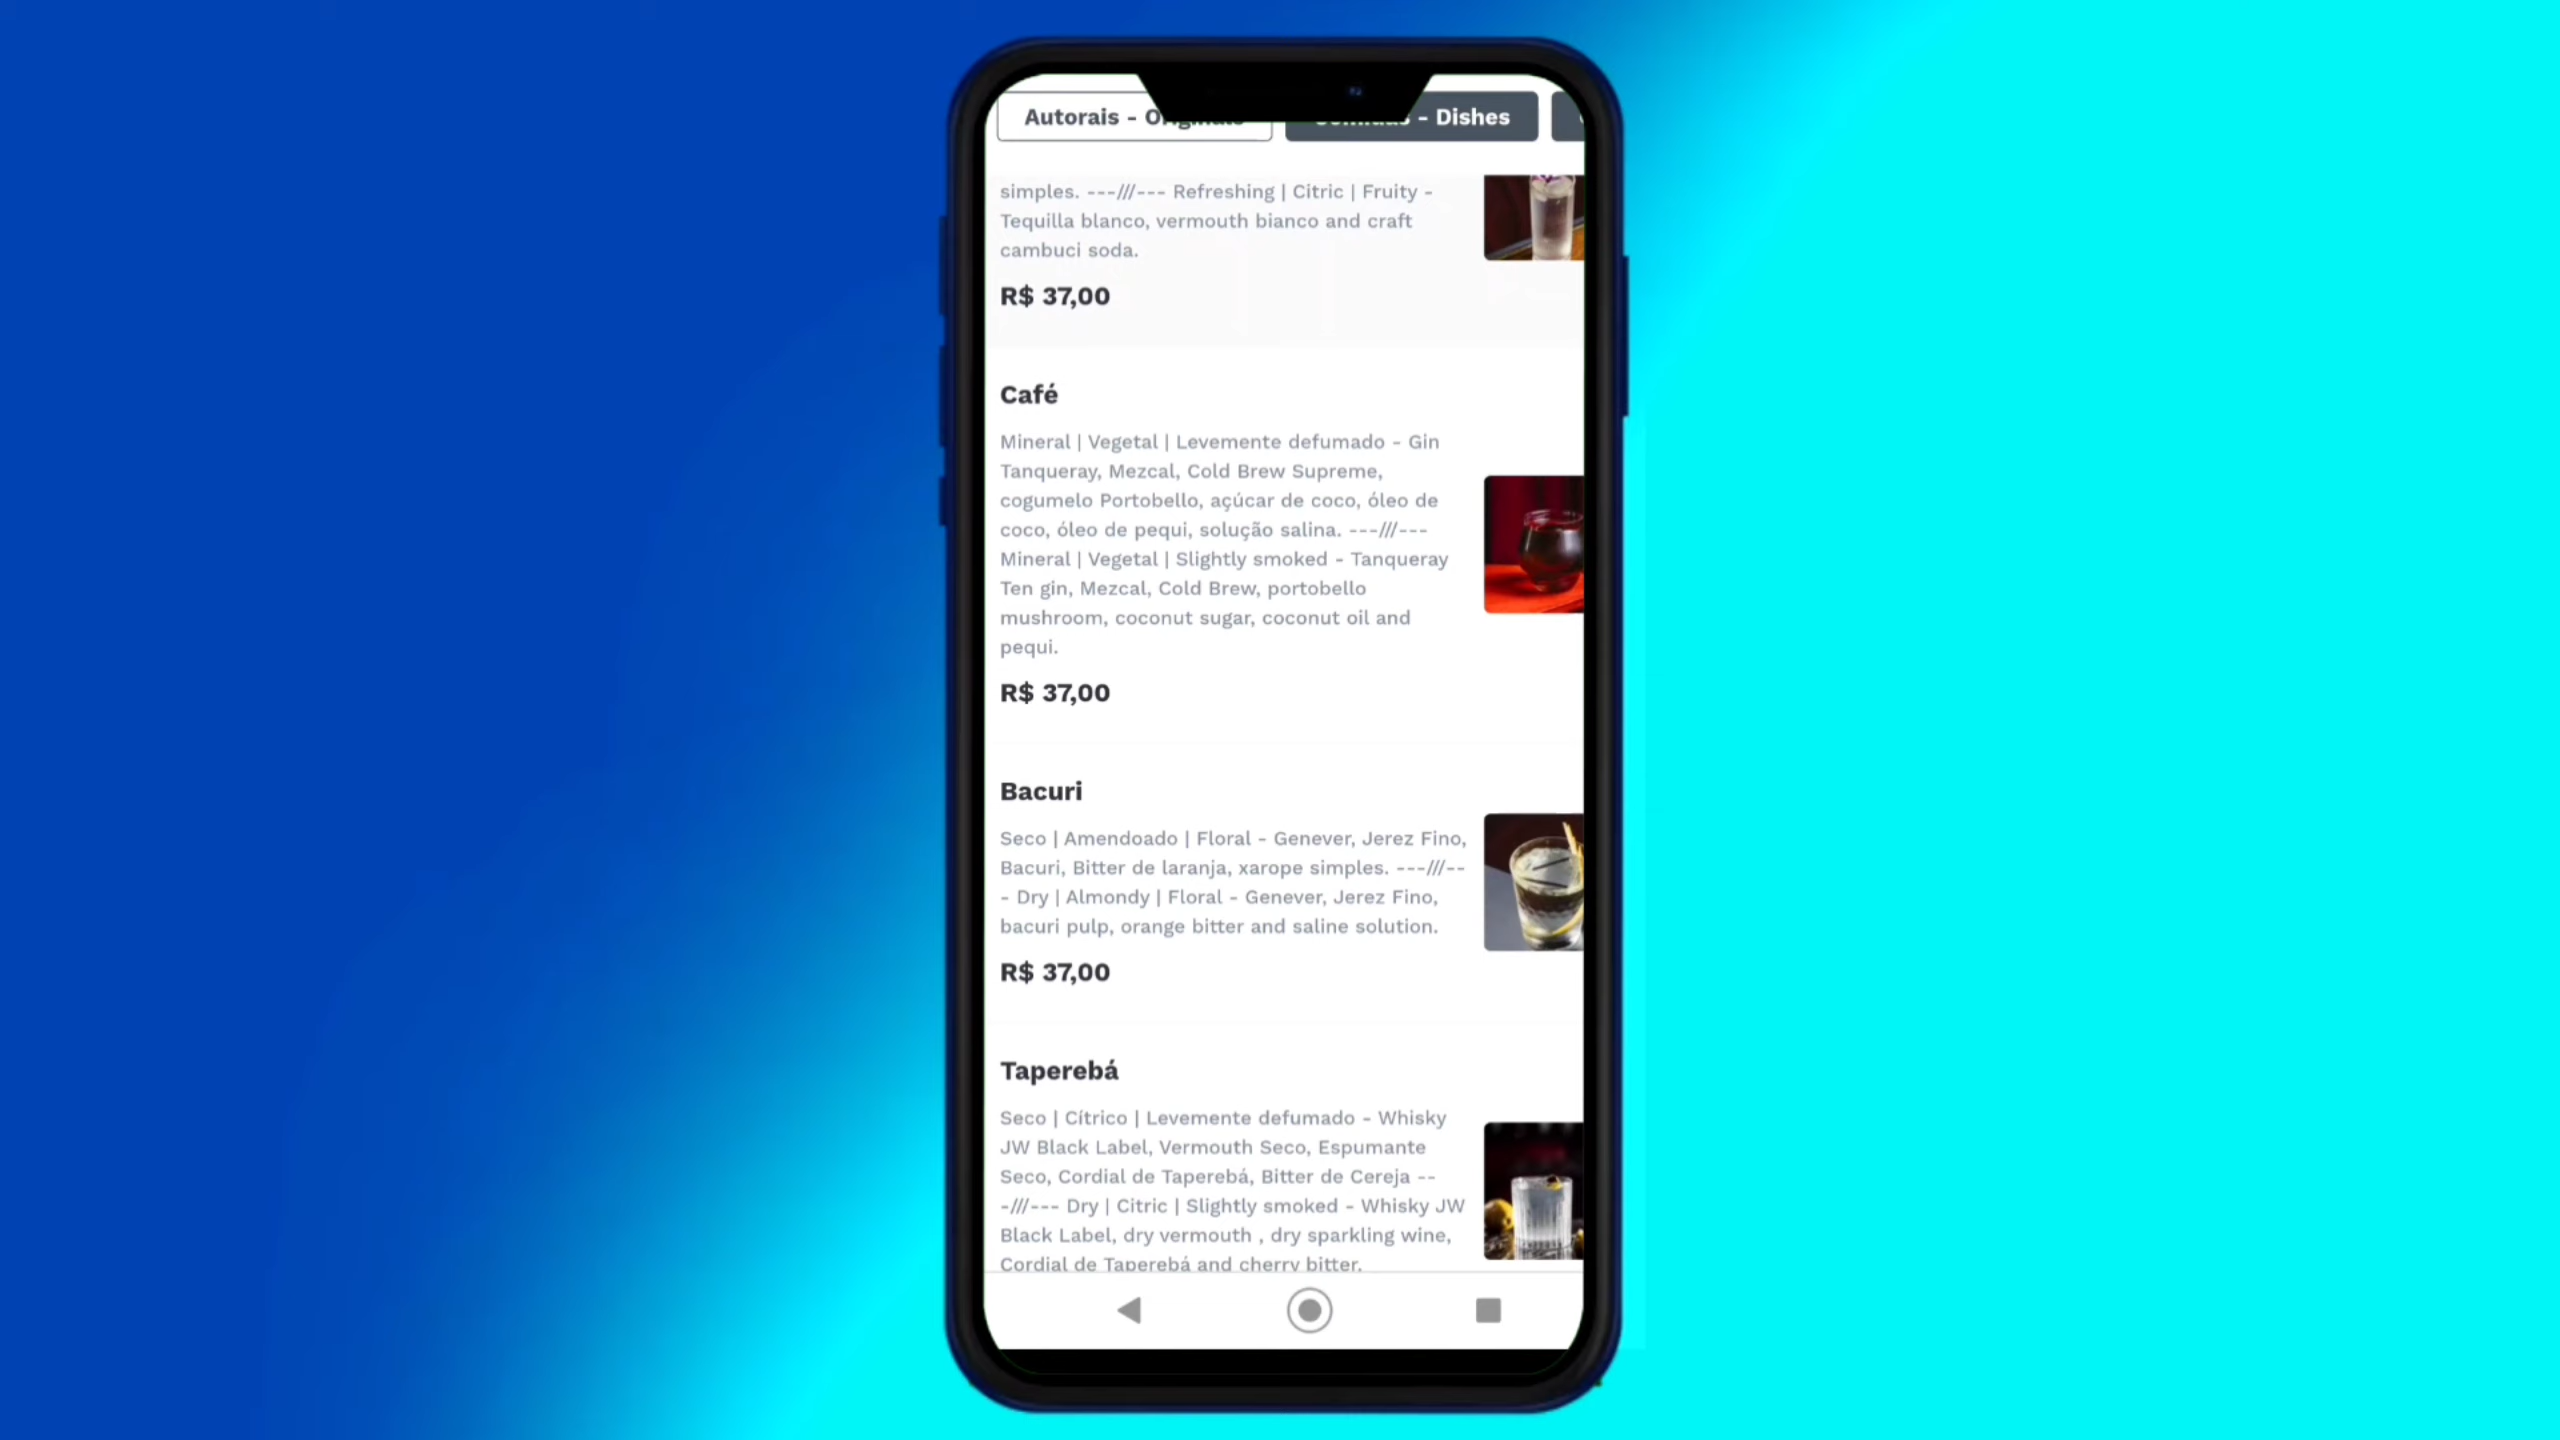 Autorais - Originals
Comidas - Dishes
simples. ---///--- Refreshing | Citric | Fruity -
Tequilla blanco, vermouth bianco and craft
cambuci soda.
R$ 37,00
Café
Mineral | Vegetal | Levemente defumado - Gin
Tanqueray, Mezcal, Cold Brew Supreme,
cogumelo Portobello, açúcar de coco, óleo de
coco, óleo de pequi, solução salina. ---///---
Mineral | Vegetal | Slightly smoked - Tanqueray
Ten gin, Mezcal, Cold Brew, portobello
mushroom, coconut sugar, coconut oil and
pequi.
R$ 37,00
Bacuri
Seco | Amendoado | Floral - Genever, Jerez Fino,
Bacuri, Bitter de laranja, xarope simples. ---///--
- Dry | Almondy | Floral - Genever, Jerez Fino,
bacuri pulp, orange bitter and saline solution.
R$ 37,00
Taperebá
Seco | Cítrico | Levemente defumado - Whisky
JW Black Label, Vermouth Seco, Espumante
Seco, Cordial de Taperebá, Bitter de Cereja --
-///--- Dry | Citric | Slightly smoked - Whisky JW
Black Label, dry vermouth , dry sparkling wine,
Cordial de Taperebá and cherry bitter.